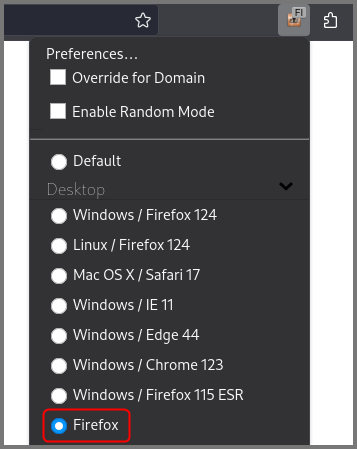 FI
Preferences...
Override for Domain
Enable Random Mode
Default
Desktop
Windows / Firefox 124
Linux / Firefox 124
Mac OS X / Safari 17
Windows / IE 11
Windows / Edge 44
Windows / Chrome 123
Windows / Firefox 115 ESR
Firefox